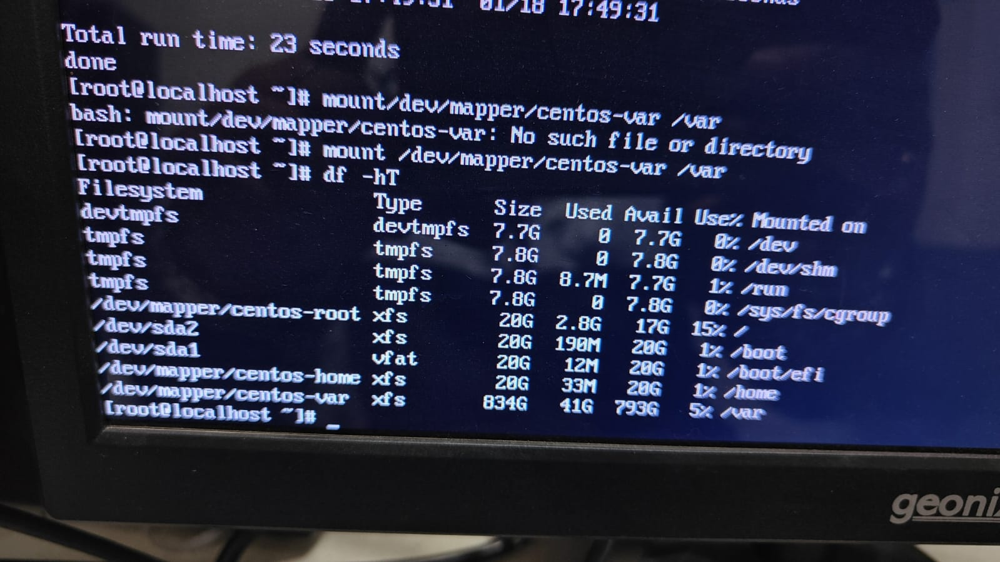 17:49:31 01/18 17:49:31
Total run time: 23 seconds
done
[root@localhost ~]# mount/dev/mapper/centos-var /var
bash: mount/dev/mapper/centos-var: No such file or directory
[root@localhost ~]# mount /dev/mapper/centos-var /var
[root@localhost ~]# df -hT
Filesystem Type Size Used Avail Use% Mounted on
devtmpfs devtmpfs 7.7G 0 7.7G 0% /dev
tmpfs tmpfs 7.8G 0 7.8G 0% /dev/shm
tmpfs tmpfs 7.8G 8.7M 7.7G 1% /run
tmpfs tmpfs 7.8G 0 7.8G 0% /sys/fs/cgroup
/dev/mapper/centos-root xfs 20G 2.8G 17G 15% /
/dev/sda2 xfs 20G 190M 20G 1% /boot
/dev/sda1 vfat 20G 12M 20G 1% /boot/efi
/dev/mapper/centos-home xfs 20G 33M 20G 1% /home
/dev/mapper/centos-var xfs 834G 41G 793G 5% /var
[root@localhost ~]#